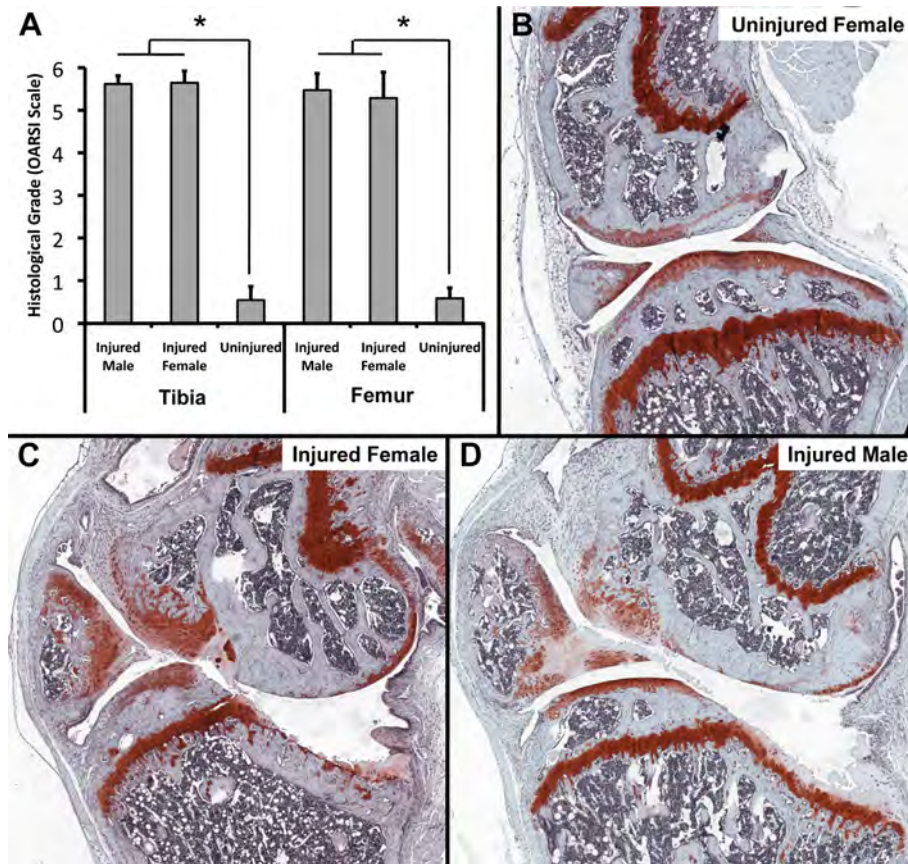 A
*
*
Histological Grade (OARSI Scale)
6
5
4
3
2
1
0
Injured Male
Injured Female
Uninjured
Injured Male
Injured Female
Uninjured
Tibia
Femur
B
Uninjured Female
C
Injured Female
D
Injured Male